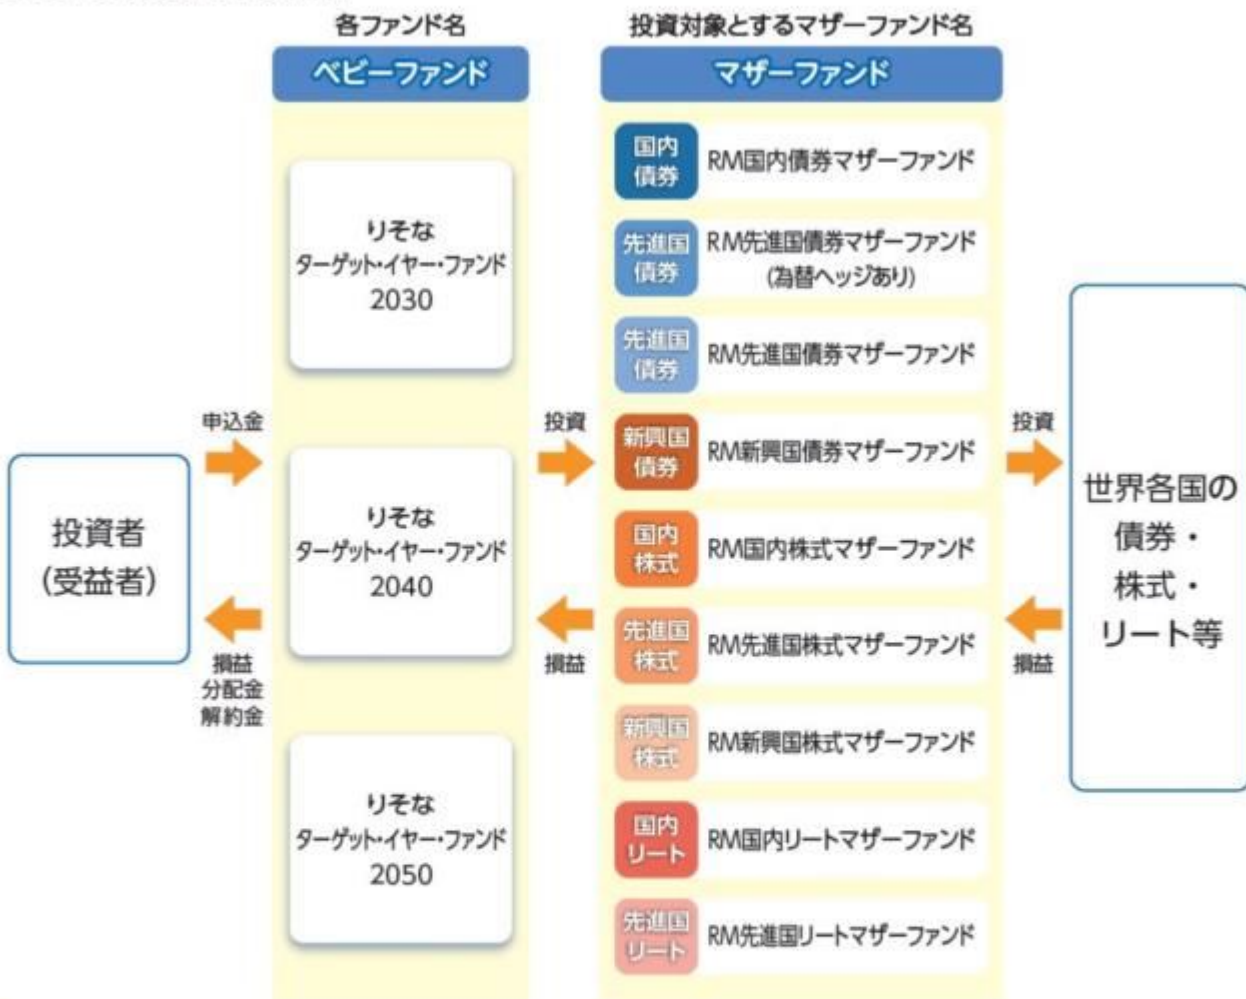 各ファンド名
投資対象とするマザーファンド名
ベビーファンド
マザーファンド
りそな
ターゲット・イヤー・ファンド
2030
りそな
ターゲット・イヤー・ファンド
2040
りそな
ターゲット・イヤー・ファンド
2050
国内
債券
RM国内債券マザーファンド
先進国
債券
RM先進国債券マザーファンド
(為替ヘッジあり)
先進国
債券
RM先進国債券マザーファンド
新興国
債券
RM新興国債券マザーファンド
国内
株式
RM国内株式マザーファンド
先進国
株式
RM先進国株式マザーファンド
新興国
株式
RM新興国株式マザーファンド
国内
リート
RM国内リートマザーファンド
先進国
リート
RM先進国リートマザーファンド
投資者
(受益者)
申込金
損益
分配金
解約金
投資
損益
投資
損益
世界各国の
債券・
株式・
リート等